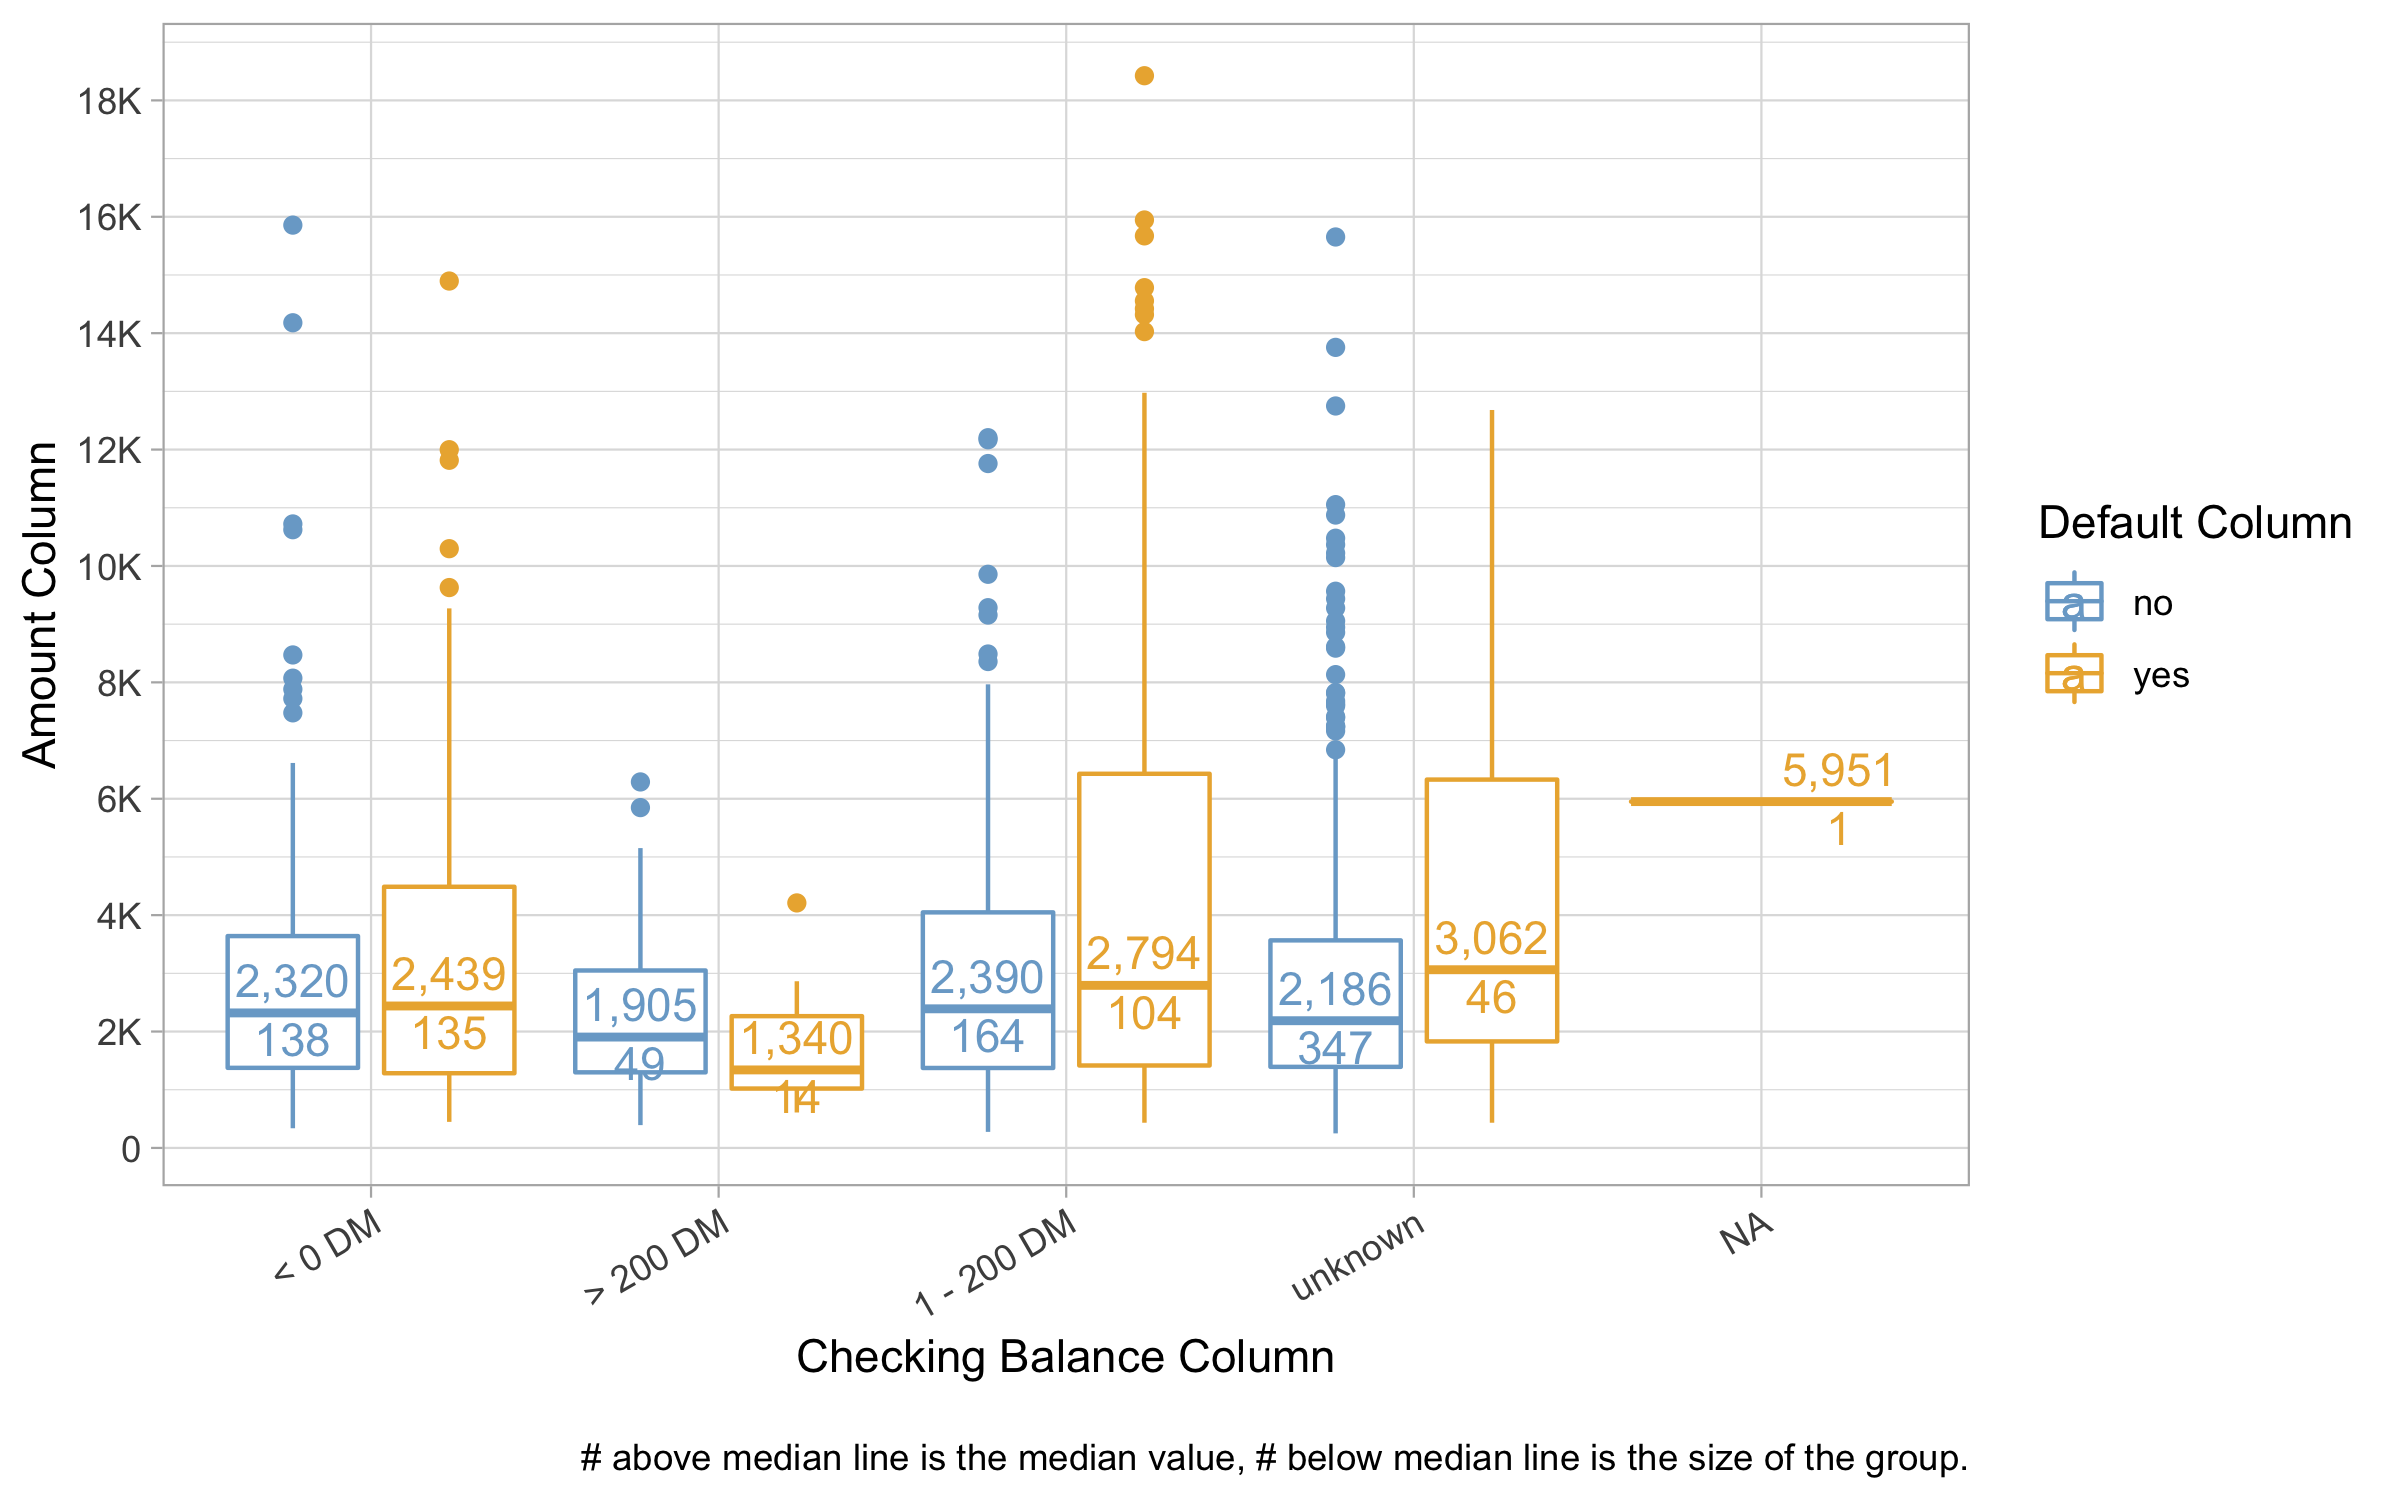 18K
16K
14K
12K
10K
8K
6K
4K
2K
0
Amount Column
2,320
138
2,439
135
1,905
49
1,340
14
2,390
164
2,794
104
2,186
347
3,062
46
5,951
1
< 0 DM
> 200 DM
1 - 200 DM
unknown
NA
Checking Balance Column
Default Column
a no
a yes
# above median line is the median value, # below median line is the size of the group.